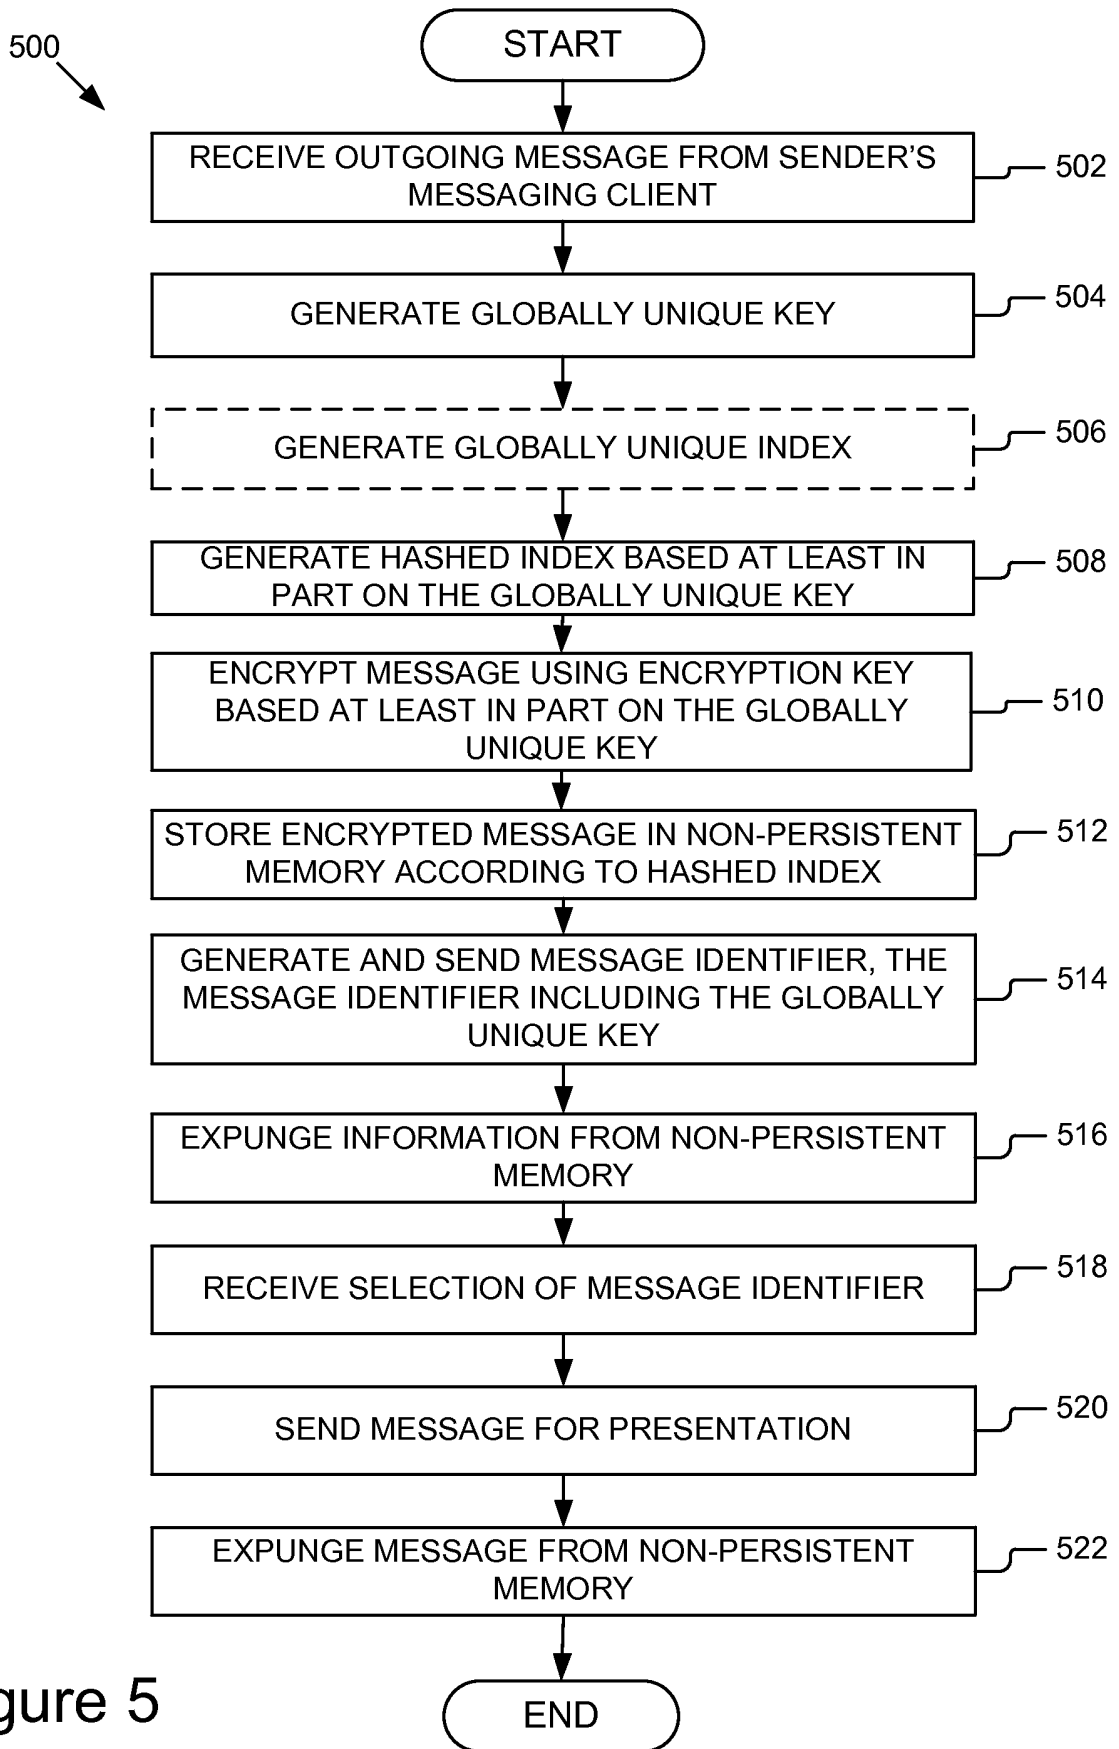 500
START
RECEIVE OUTGOING MESSAGE FROM SENDER'S
MESSAGING CLIENT
502
GENERATE GLOBALLY UNIQUE KEY
504
GENERATE GLOBALLY UNIQUE INDEX
506
GENERATE HASHED INDEX BASED AT LEAST IN
PART ON THE GLOBALLY UNIQUE KEY
508
ENCRYPT MESSAGE USING ENCRYPTION KEY
BASED AT LEAST IN PART ON THE GLOBALLY
UNIQUE KEY
510
STORE ENCRYPTED MESSAGE IN NON-PERSISTENT
MEMORY ACCORDING TO HASHED INDEX
512
GENERATE AND SEND MESSAGE IDENTIFIER, THE
MESSAGE IDENTIFIER INCLUDING THE GLOBALLY
UNIQUE KEY
514
EXPUNGE INFORMATION FROM NON-PERSISTENT
MEMORY
516
RECEIVE SELECTION OF MESSAGE IDENTIFIER
518
SEND MESSAGE FOR PRESENTATION
520
EXPUNGE MESSAGE FROM NON-PERSISTENT
MEMORY
522
END
gure 5